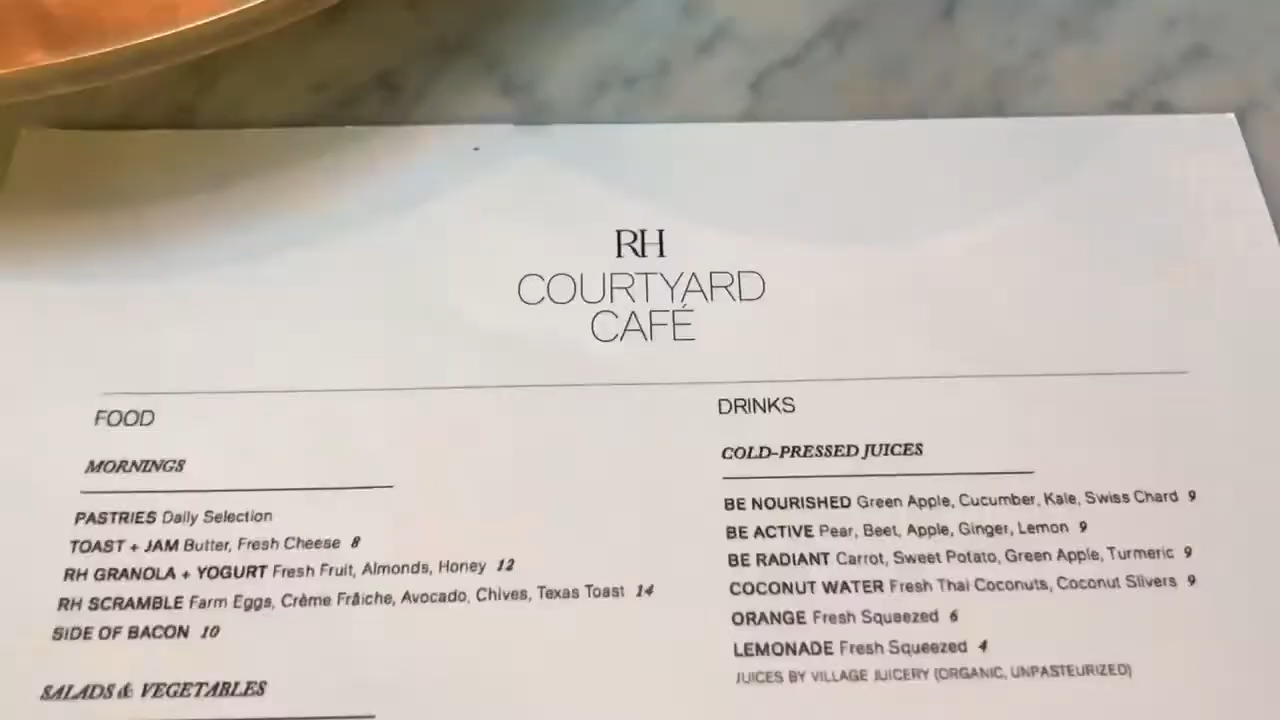 RH
COURTYARD
CAFÉ
FOOD
MORNINGS
PASTRIES Daily Selection
TOAST + JAM Butter, Fresh Cheese 8
RH GRANOLA + YOGURT Fresh Fruit, Almonds, Honey 12
RH SCRAMBLE Farm Eggs, Crème Frâiche, Avocado, Chives, Texas Toast 14
SIDE OF BACON 10
SALADS & VEGETABLES
DRINKS
COLD-PRESSED JUICES
BE NOURISHED Green Apple, Cucumber, Kale, Swiss Chard 9
BE ACTIVE Pear, Beet, Apple, Ginger, Lemon 9
BE RADIANT Carrot, Sweet Potato, Green Apple, Turmeric 9
COCONUT WATER Fresh Thai Coconuts, Coconut Slivers 9
ORANGE Fresh Squeezed 6
LEMONADE Fresh Squeezed 4
JUICES BY VILLAGE JUICERY (ORGANIC, UNPASTEURIZED)